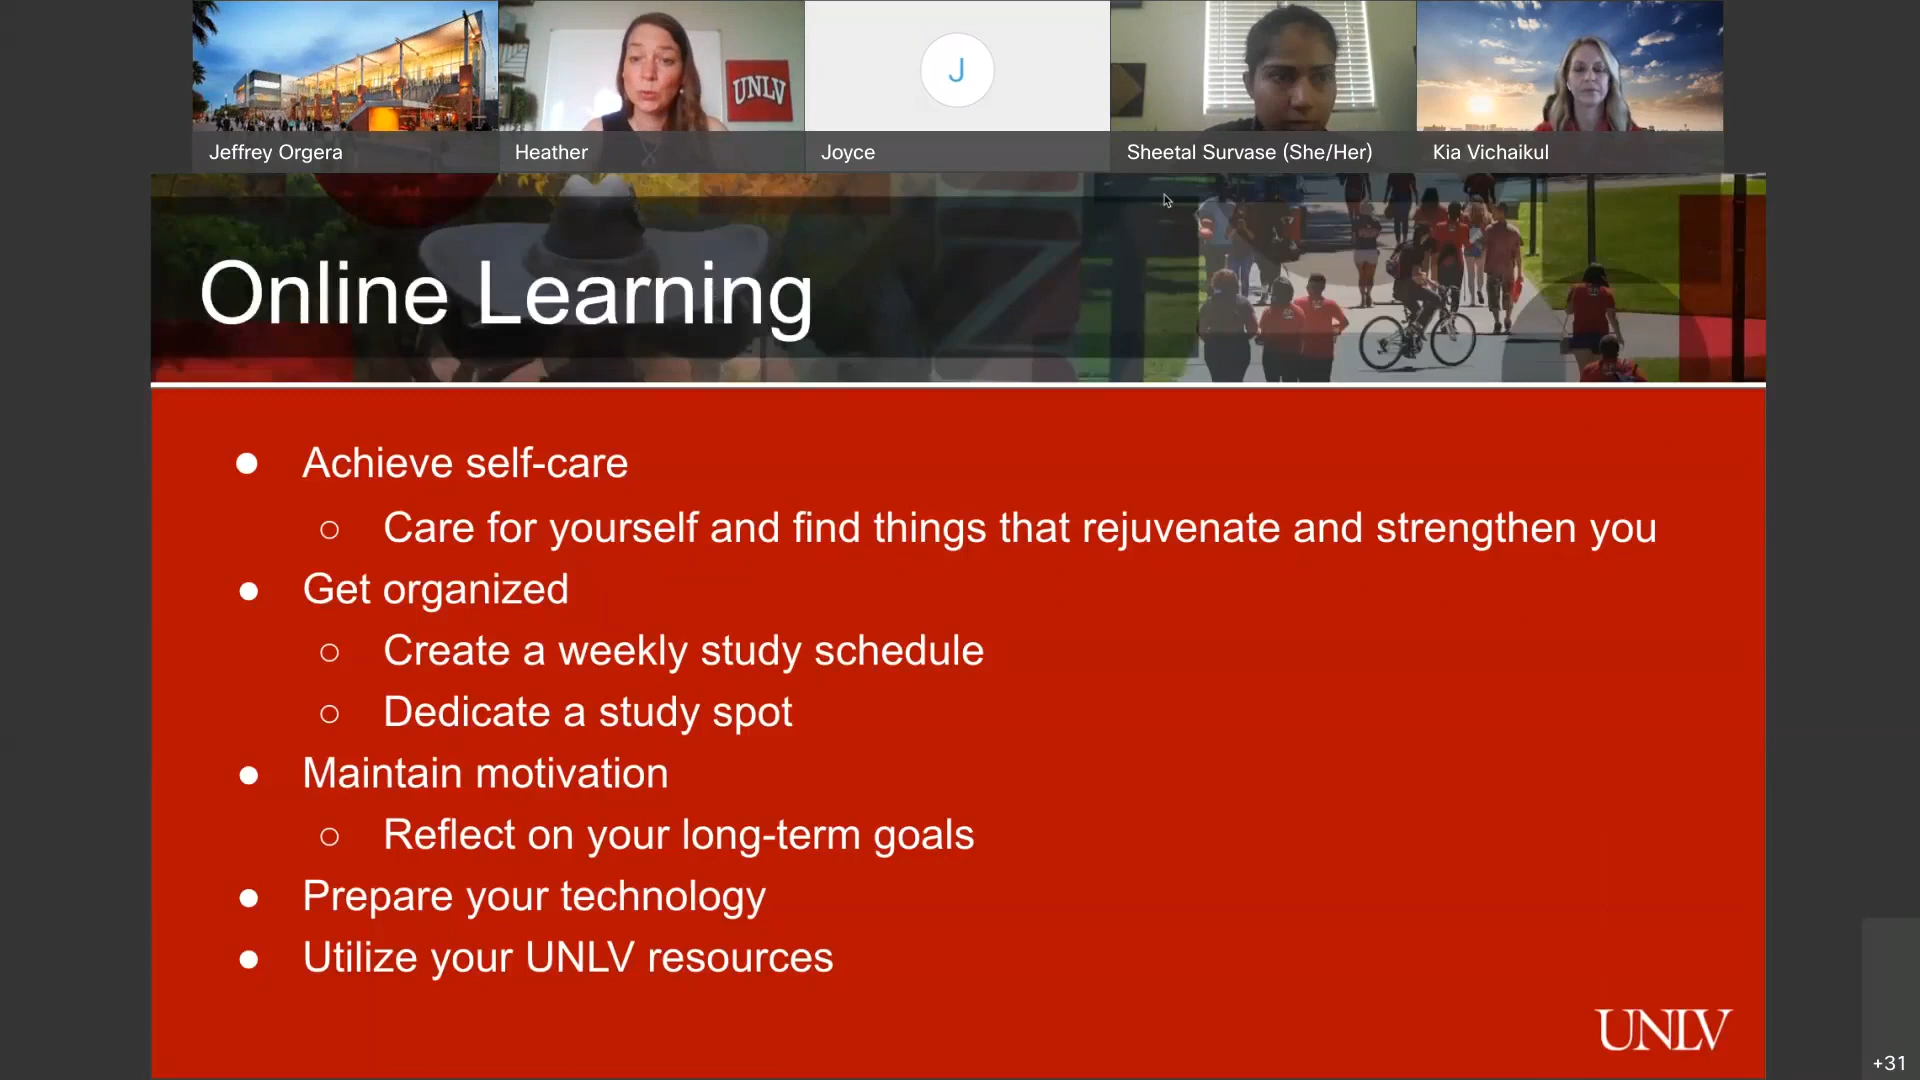 J
UNLV
Jeffrey Orgera
Heather
Joyce
Sheetal Survase (She/Her)
Kia Vichaikul
Online Learning
● Achieve self-care
○ Care for yourself and find things that rejuvenate and strengthen you
● Get organized
○ Create a weekly study schedule
○ Dedicate a study spot
● Maintain motivation
○ Reflect on your long-term goals
● Prepare your technology
● Utilize your UNLV resources
UNLV
+31